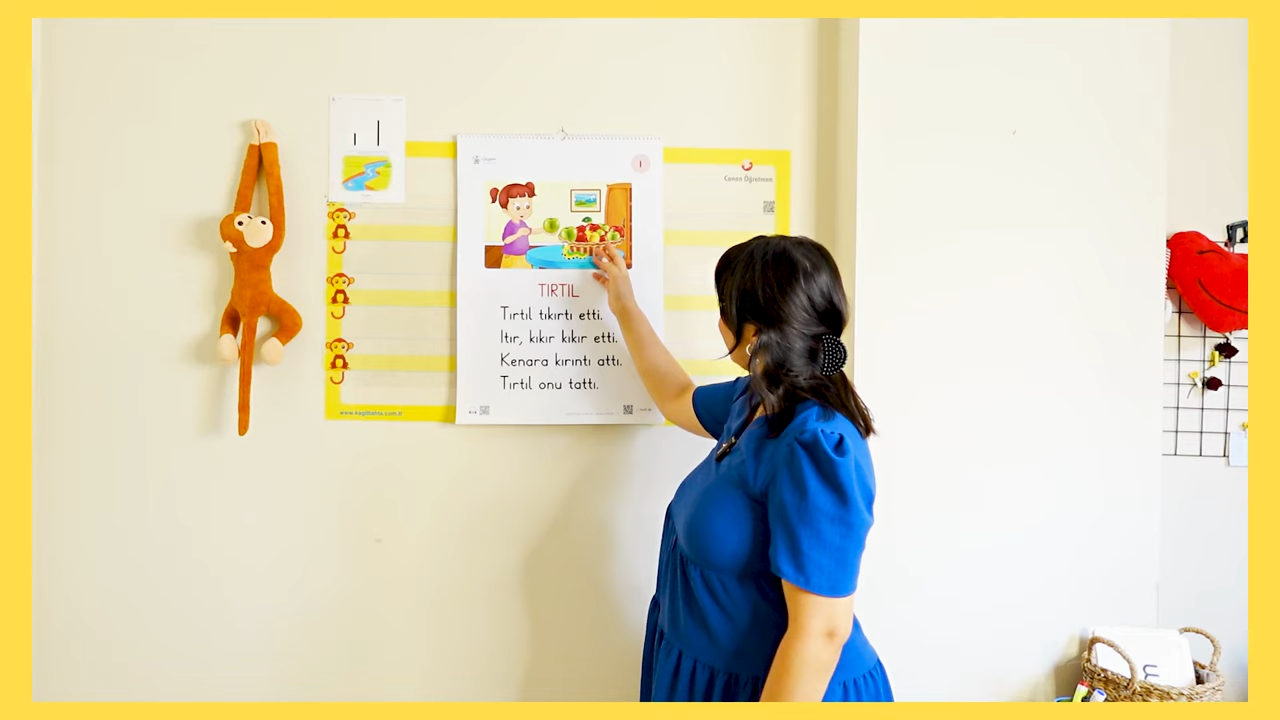 ı
TIRTIL
Tırtıl tıkırtı etti.
Itır, kıkır kıkır etti.
Kenara kırıntı attı.
Tırtıl onu tattı.
Canan Öğretmen
www.kagittahta.com.tr